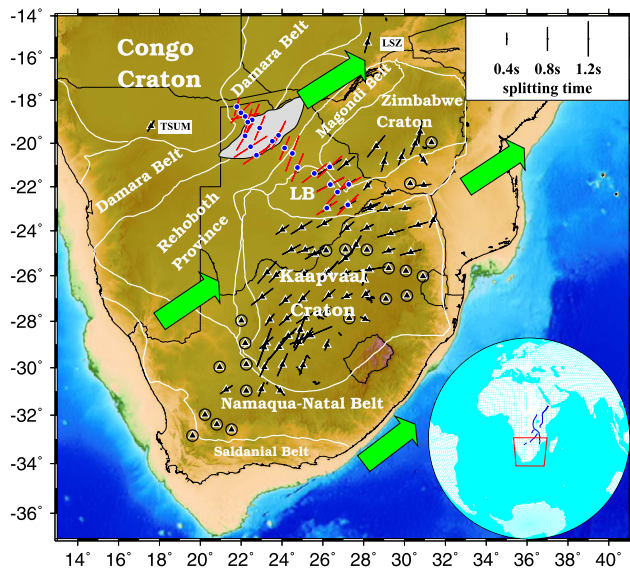 -14°
-16°
-18°
-20°
-22°
-24°
-26°
-28°
-30°
-32°
-34°
-36°
Congo
Craton
Damara Belt
LSZ
0.4s 0.8s 1.2s
splitting time
Magondi Belt
Zimbabwe
Craton
TSUM
Damara Belt
LB
Rehoboth
Province
Kaapvaal
Craton
Namaqua-Natal Belt
Saldanial Belt
14° 16° 18° 20° 22° 24° 26° 28° 30° 32° 34° 36° 38° 40°